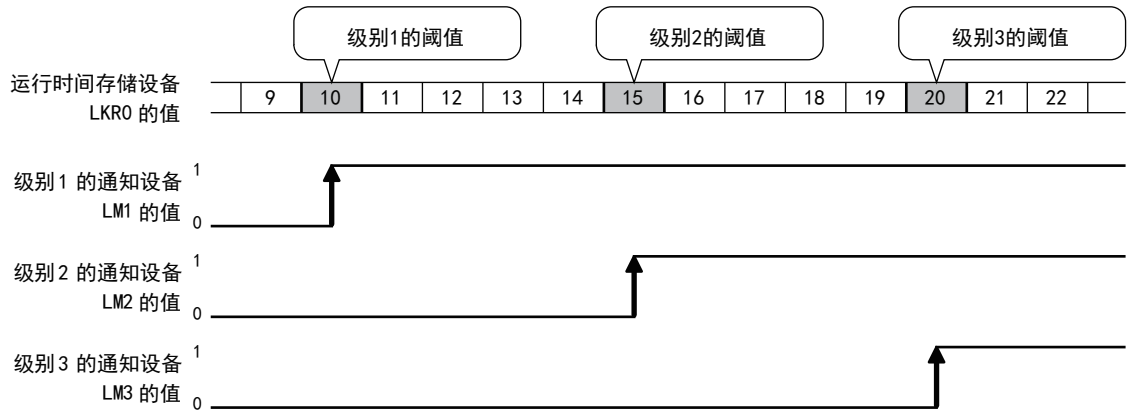 级别1的阈值 级别2的阈值 级别3的阈值
运行时间存储设备
LKR0 的值
9 10 11 12 13 14 15 16 17 18 19 20 21 22
级别1 的通知设备 1
LM1 的值 0
级别2 的通知设备 1
LM2 的值 0
级别3 的通知设备 1
LM3 的值 0